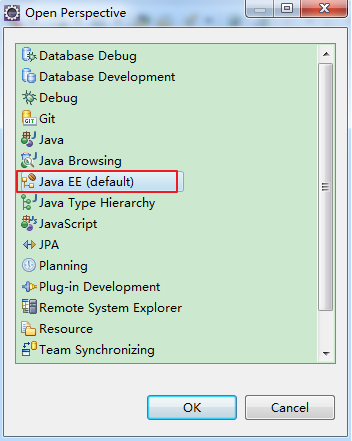 Open Perspective
Database Debug
Database Development
Debug
GIT
Git
Java
Java Browsing
Java EE (default)
Java Type Hierarchy
JavaScript
JPA
Planning
Plug-in Development
Remote System Explorer
Resource
Team Synchronizing
OK
Cancel